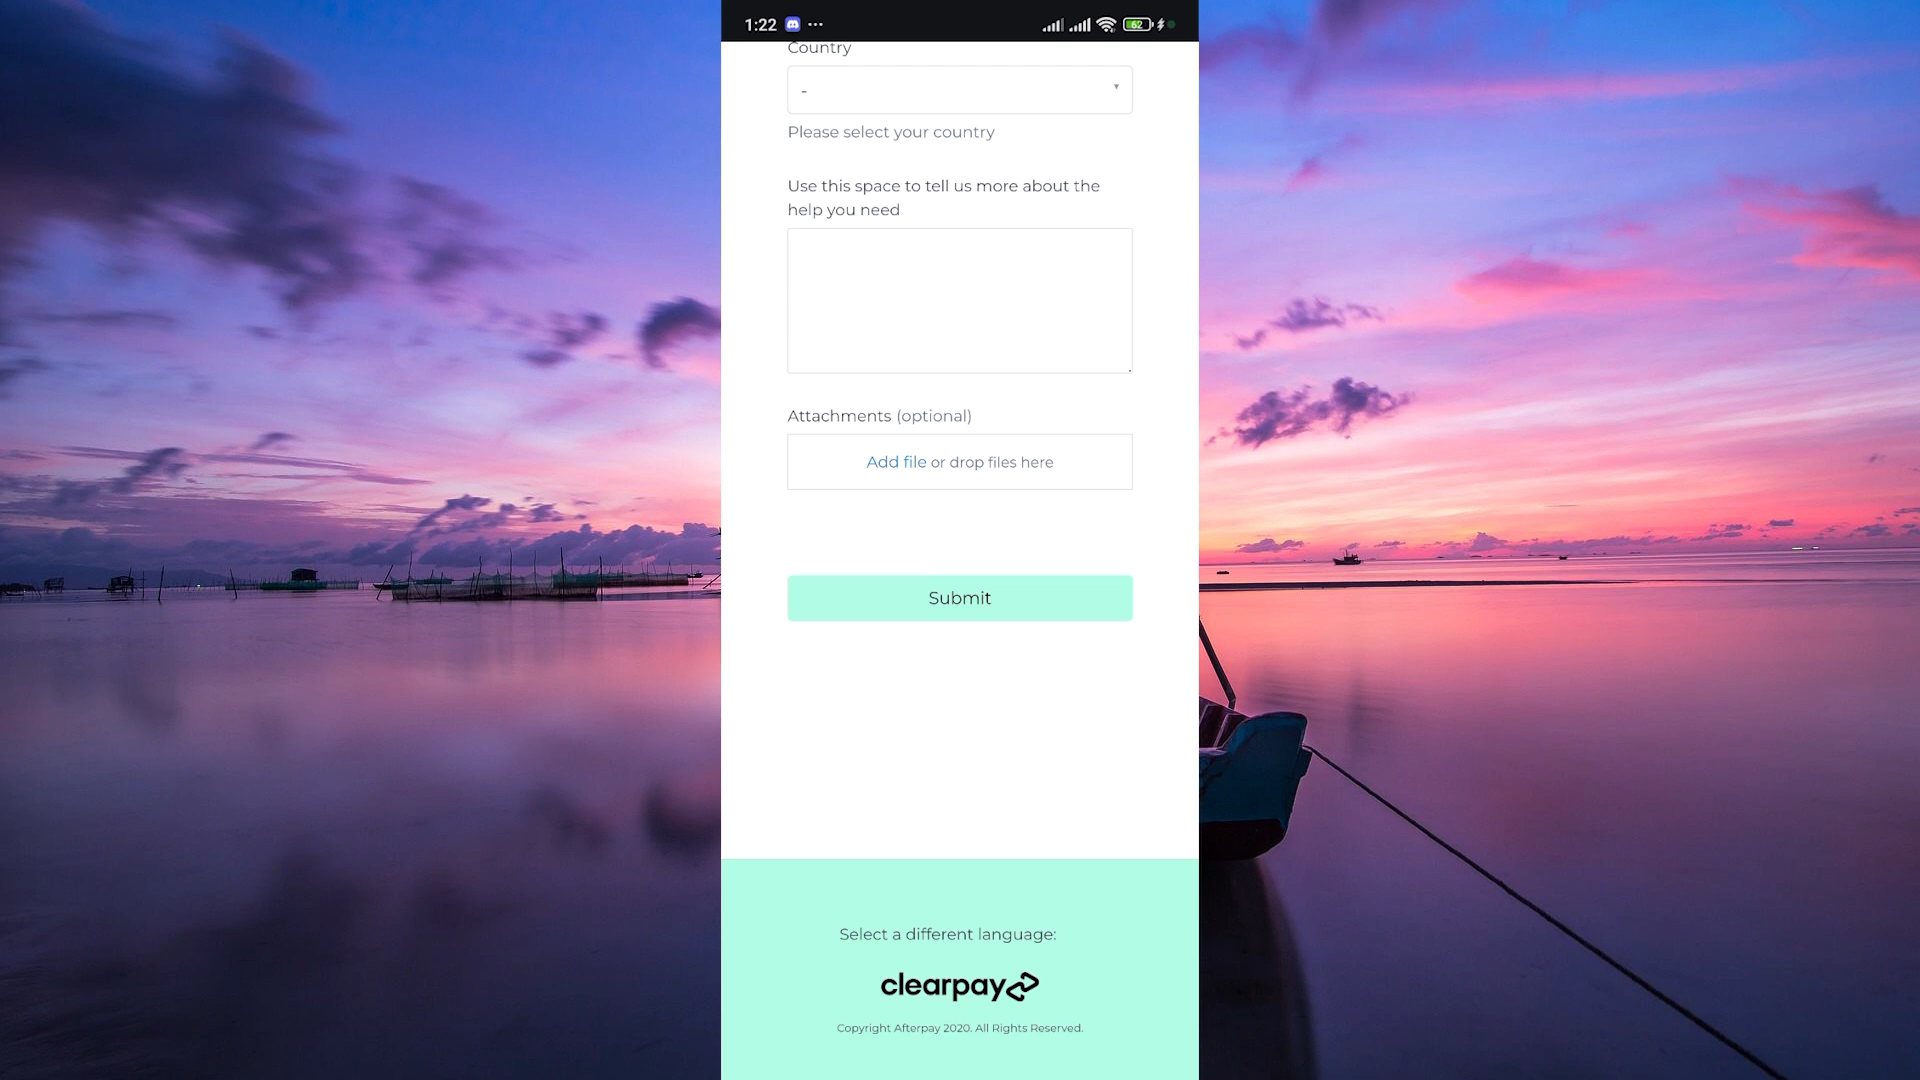 1:22
62
Country
-
Please select your country
Use this space to tell us more about the
help you need
Attachments (optional)
Add file or drop files here
Submit
Select a different language:
clearpay
Copyright Afterpay 2020. All Rights Reserved.